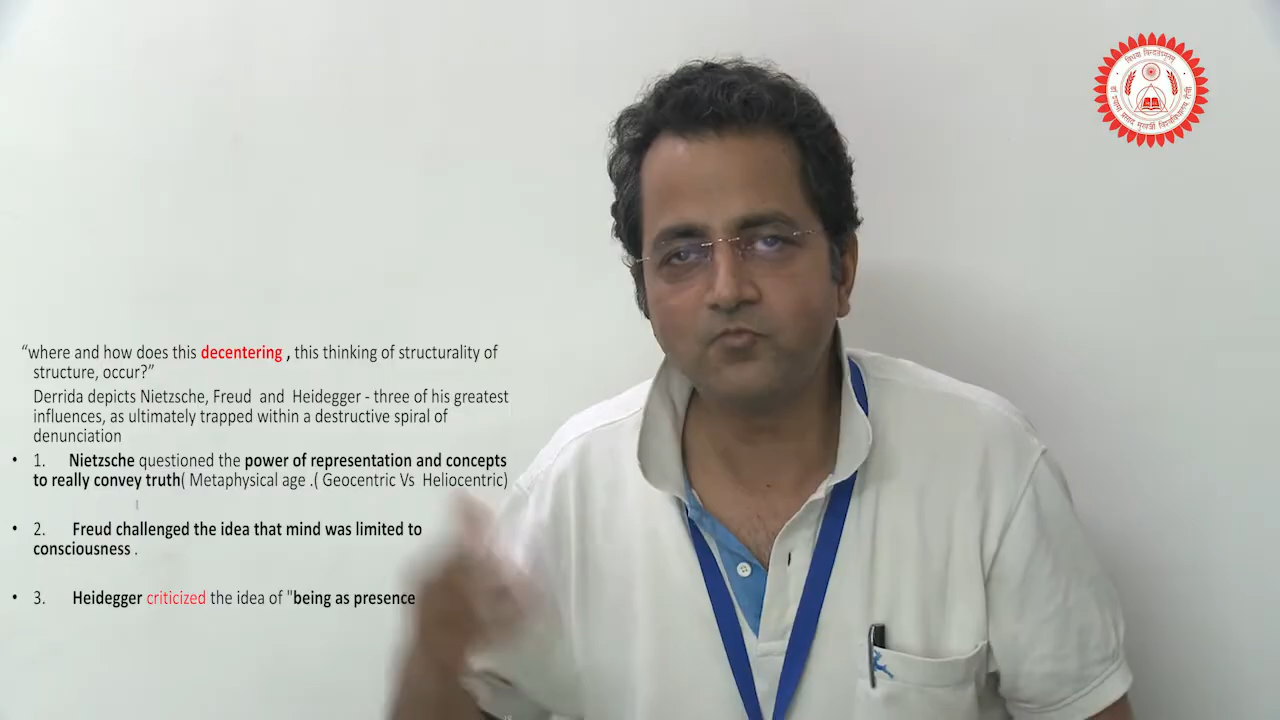 “where and how does this decentering , this thinking of structurality of
structure, occur?”
Derrida depicts Nietzsche, Freud and Heidegger - three of his greatest
influences, as ultimately trapped within a destructive spiral of
denunciation
• 1. Nietzsche questioned the power of representation and concepts
to really convey truth( Metaphysical age .( Geocentric Vs Heliocentric)
• 2. Freud challenged the idea that mind was limited to
consciousness .
• 3. Heidegger criticized the idea of "being as presence